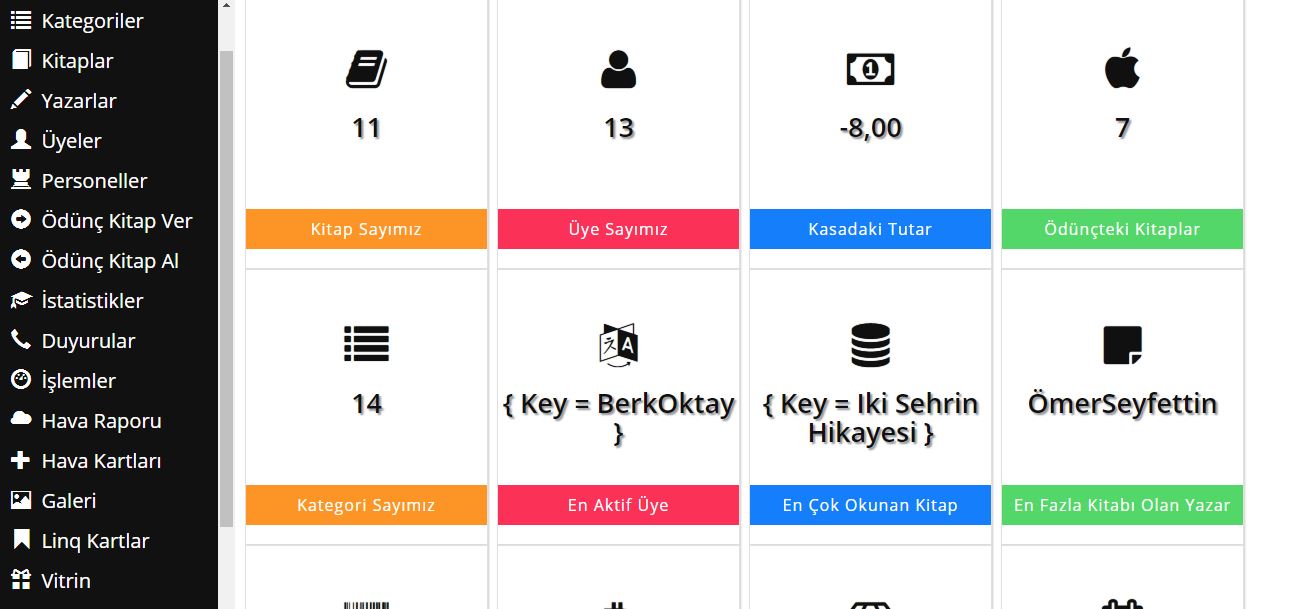 Kategoriler
Kitaplar
Yazarlar
Üyeler
Personeller
Ödünç Kitap Ver
Ödünç Kitap Al
İstatistikler
Duyurular
İşlemler
Hava Raporu
Hava Kartları
Galeri
Linq Kartlar
Vitrin
11
Kitap Sayımız
13
Üye Sayımız
1
-8,00
Kasadaki Tutar
7
Ödünçteki Kitaplar
14
Kategori Sayımız
A
{ Key = BerkOktay
}
En Aktif Üye
{ Key = Iki Sehrin
Hikayesi }
En Çok Okunan Kitap
ÖmerSeyfettin
En Fazla Kitabı Olan Yazar